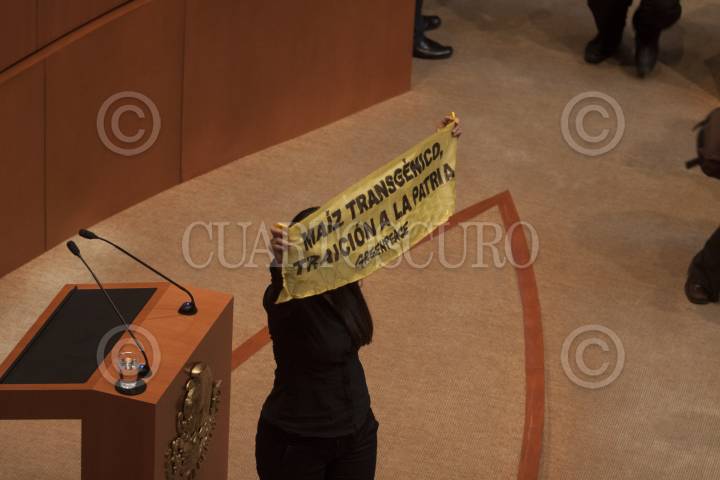 MAÍZ TRANSGÉNICO,
TRAICIÓN A LA PATRIA
GREENPEACE
CUARTOSCURO
©
©
©
©